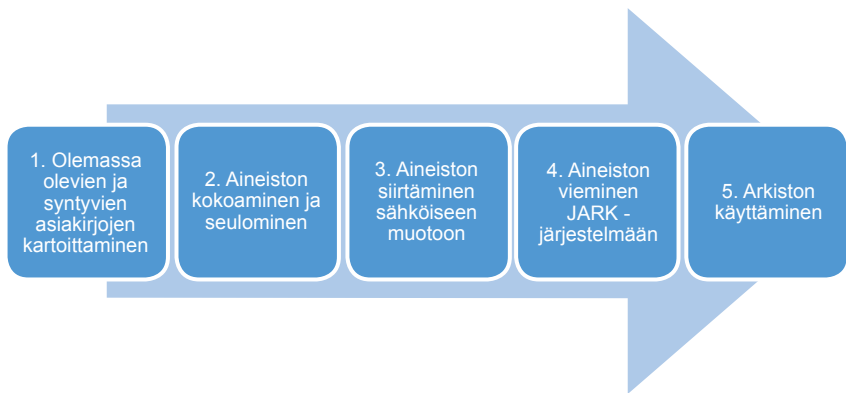 1. Olemassa
olevien ja
syntyvien
asiakirjojen
kartoittaminen
2. Aineiston
kokoaminen ja
seulominen
3. Aineiston
siirtäminen
sähköiseen
muotoon
4. Aineiston
vieminen
JARK -
järjestelmään
5. Arkiston
käyttäminen